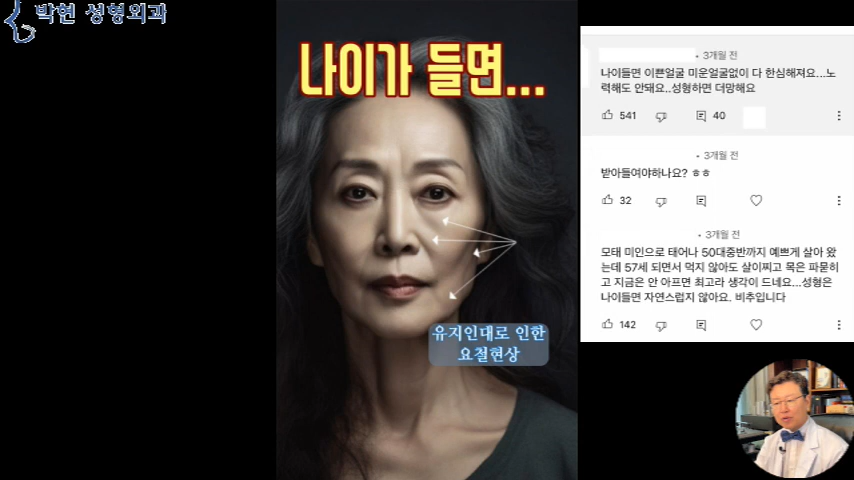 박현 성형외과
나이가 들면...
유지인대로 인한
요철현상
• 3개월 전
나이들면 이쁜얼굴 미운얼굴없이 다 한심해져요...노
력해도 안돼요..성형하면 더망해요
541
40
• 3개월 전
받아들여야하나요? ㅎㅎ
32
• 3개월 전
모태 미인으로 태어나 50대중반까지 예쁘게 살아 왔
는데 57세 되면서 먹지 않아도 살이찌고 목은 파묻히
고 지금은 안 아프면 최고라 생각이 드네요...성형은
나이들면 자연스럽지 않아요. 비추입니다
142